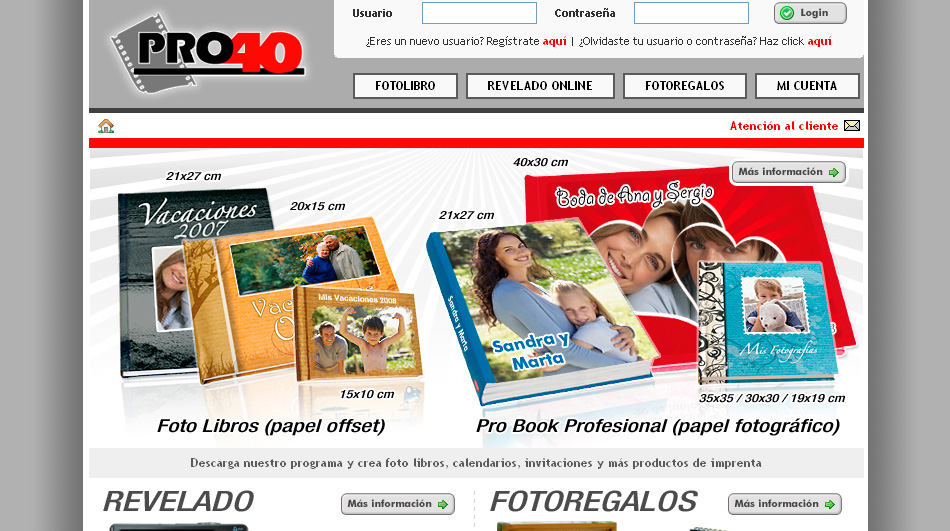 PRO40
Usuario
Contraseña
Login
¿Eres un nuevo usuario? Regístrate aquí | ¿Olvidaste tu usuario o contraseña? Haz click aquí
FOTOLIBRO
REVELADO ONLINE
FOTOREGALOS
MI CUENTA
Atención al cliente
21x27 cm
Vacaciones
2007
20x15 cm
Mis Vacaciones 2008
15x10 cm
Foto Libros (papel offset)
40x30 cm
Más información
Boda de Ana y Sergio
21x27 cm
Sandra y Marta
Sandra y
Marta
Mis Fotografías
35x35 / 30x30 / 19x19 cm
Pro Book Profesional (papel fotográfico)
Descarga nuestro programa y crea foto libros, calendarios, invitaciones y más productos de imprenta
REVELADO
Más información
FOTOREGALOS
Más información